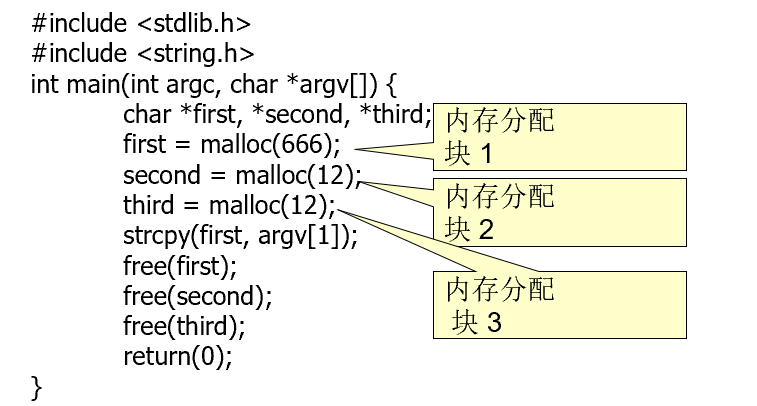 #include <stdlib.h>
#include <string.h>
int main(int argc, char *argv[]) {
char *first, *second, *third;
first = malloc(666);
second = malloc(12);
third = malloc(12);
strcpy(first, argv[1]);
free(first);
free(second);
free(third);
return(0);
}
内存分配
块 1
内存分配
块 2
内存分配
块 3